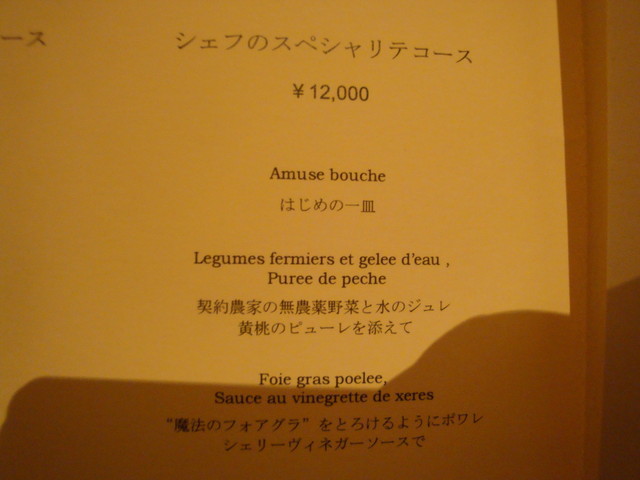 ース
シェフのスペシャリテコース
¥12,000
Amuse bouche
はじめの一皿
Legumes fermiers et gelee d'eau ,
Puree de peche
契約農家の無農薬野菜と水のジュレ
黄桃のピューレを添えて
Foie gras poelee,
Sauce au vinegrette de xeres
“魔法のフォアグラ”をとろけるようにポワレ
シェリーヴィネガーソースで